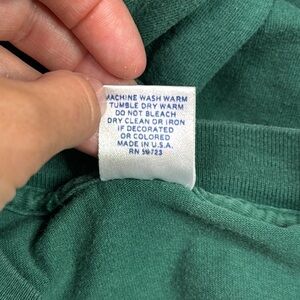 MACHINE WASH WARM
TUMBLE DRY WARM
DO NOT BLEACH
DRY CLEAN OR IRON
IF DECORATED
OR COLORED
MADE IN U.S.A.
RN